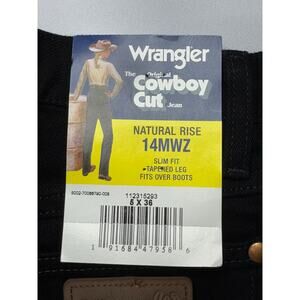 Wrangler
The Original
Cowboy
Cut Jean
NATURAL RISE
14MWZ
SLIM FIT
TAPERED LEG
FITS OVER BOOTS
112315293
5 X 36
1 91684 47958 6